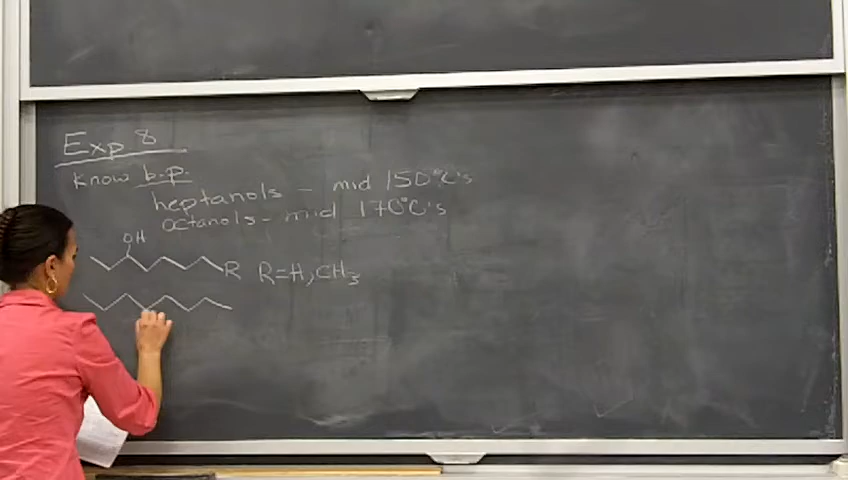 Exp 8
Know b.p.
heptanols - mid 150°C's
octanols - mid 170°C's
OH
R R=H, CH3